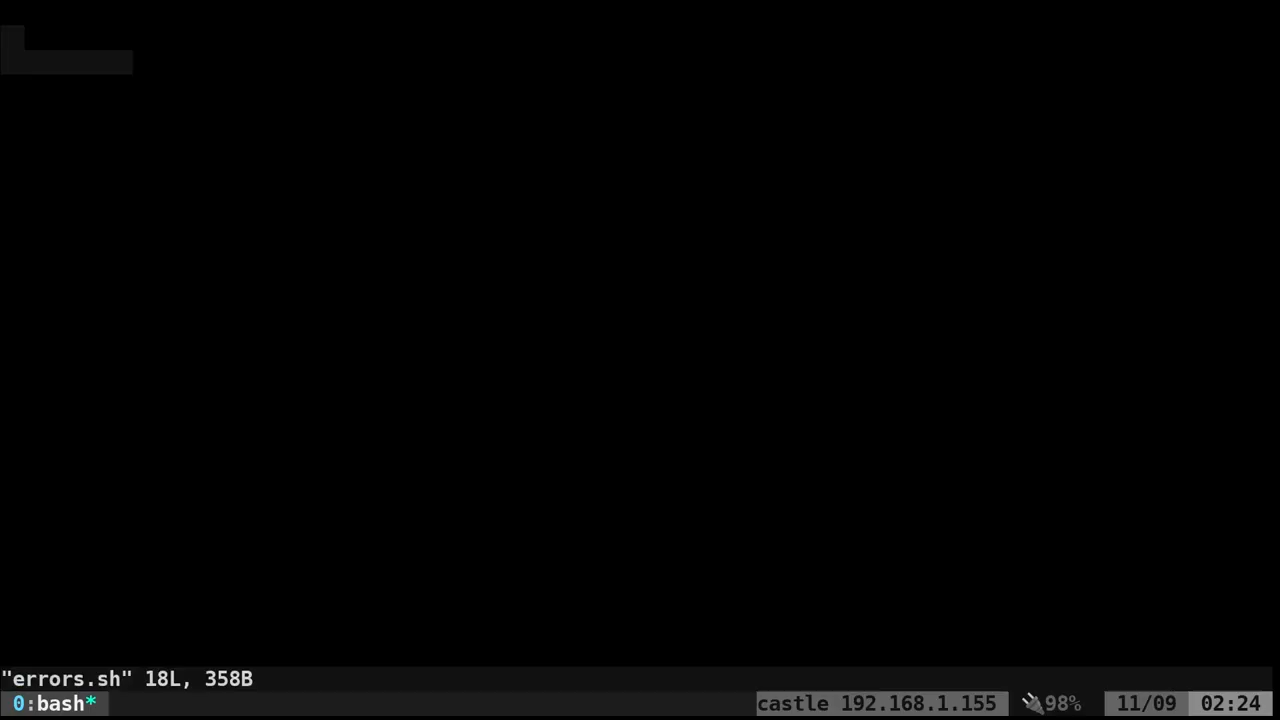 "errors.sh" 18L, 358B
0:bash* castle 192.168.1.155 98% 11/09 02:24